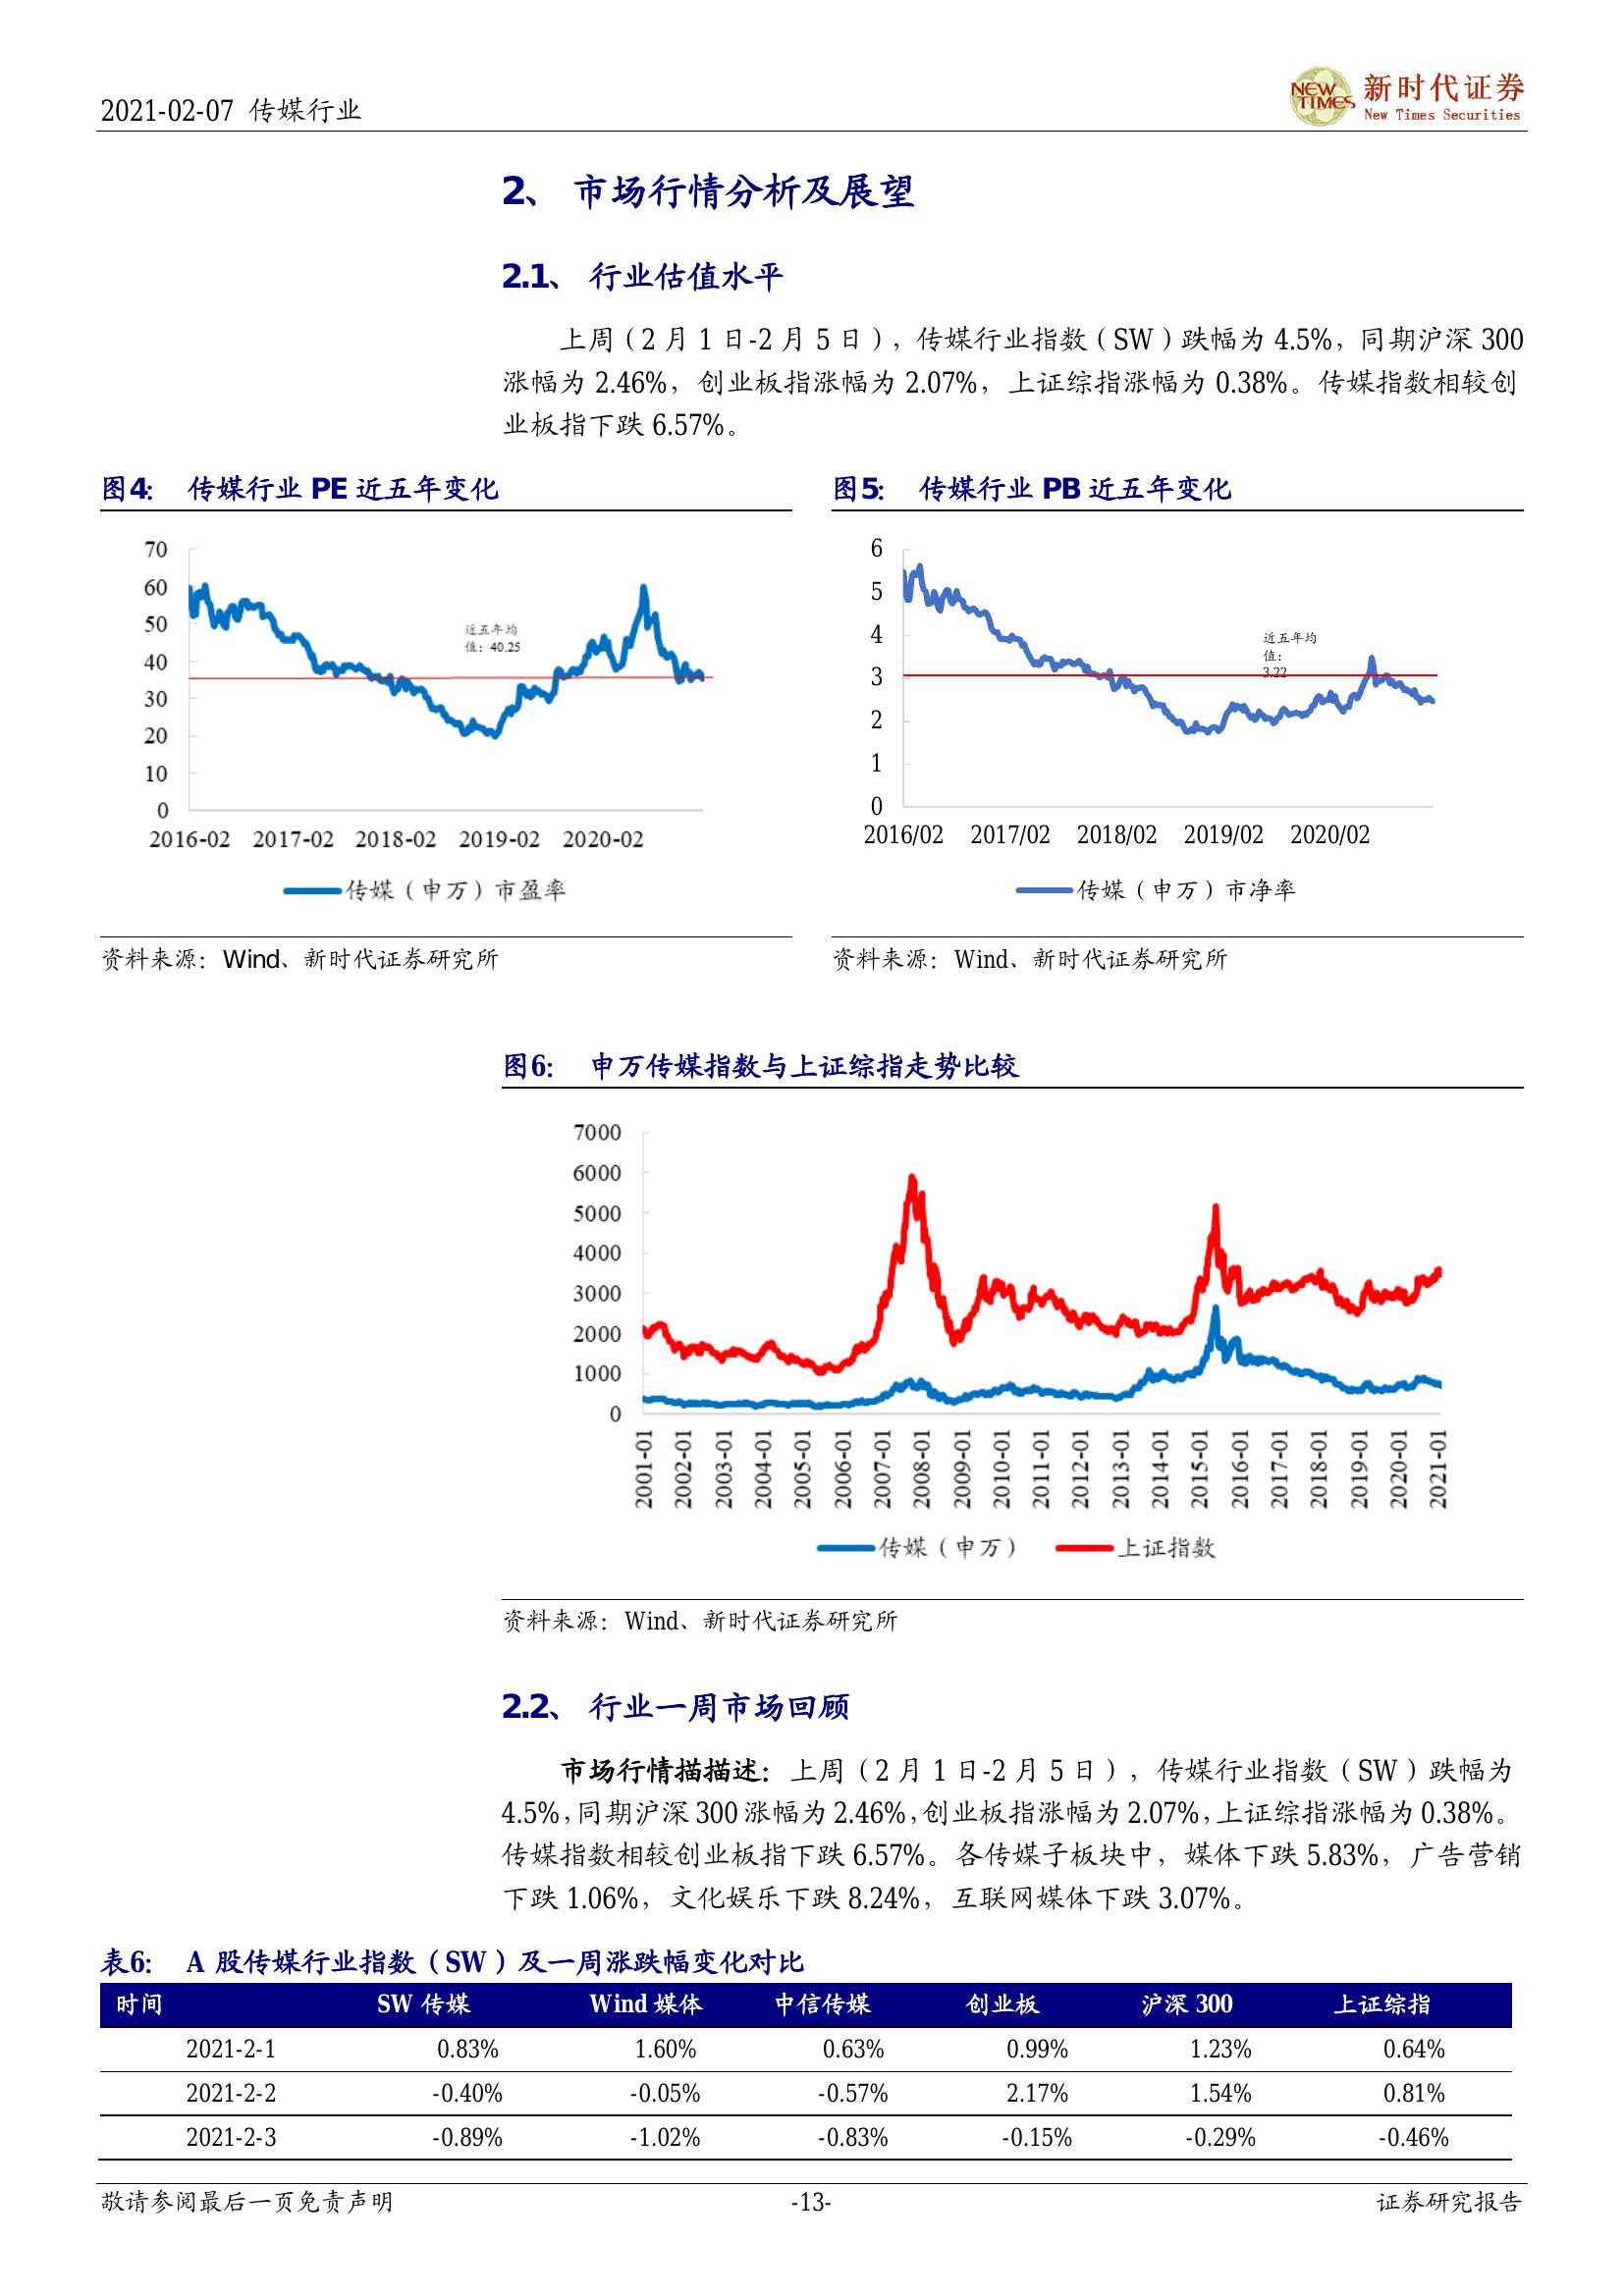 2021-02-07 传媒行业
NEW TIMES
新时代证券
New Times Securities
2、 市场行情分析及展望
2.1、 行业估值水平
上周（2 月 1 日-2 月 5 日），传媒行业指数（SW）跌幅为 4.5%，同期沪深 300
涨幅为 2.46%，创业板指涨幅为 2.07%，上证综指涨幅为 0.38%。传媒指数相较创
业板指下跌 6.57%。
图4： 传媒行业 PE 近五年变化
70
60
50
40
30
20
10
0
近五年均
值：40.25
2016-02 2017-02 2018-02 2019-02 2020-02
传媒（申万）市盈率
资料来源：Wind、新时代证券研究所
图5： 传媒行业 PB 近五年变化
6
5
4
3
2
1
0
近五年均
值：
3.22
2016/02 2017/02 2018/02 2019/02 2020/02
传媒（申万）市净率
资料来源：Wind、新时代证券研究所
图6： 申万传媒指数与上证综指走势比较
7000
6000
5000
4000
3000
2000
1000
0
2001-01 2002-01 2003-01 2004-01 2005-01 2006-01 2007-01 2008-01 2009-01 2010-01 2011-01 2012-01 2013-01 2014-01 2015-01 2016-01 2017-01 2018-01 2019-01 2020-01 2021-01
传媒（申万） 上证指数
资料来源：Wind、新时代证券研究所
2.2、 行业一周市场回顾
市场行情描描述：上周（2 月 1 日-2 月 5 日），传媒行业指数（SW）跌幅为
4.5%，同期沪深 300 涨幅为 2.46%，创业板指涨幅为 2.07%，上证综指涨幅为 0.38%。
传媒指数相较创业板指下跌 6.57%。各传媒子板块中，媒体下跌 5.83%，广告营销
下跌 1.06%，文化娱乐下跌 8.24%，互联网媒体下跌 3.07%。
表6： A 股传媒行业指数（SW）及一周涨跌幅变化对比
时间 SW 传媒 Wind 媒体 中信传媒 创业板 沪深 300 上证综指
2021-2-1 0.83% 1.60% 0.63% 0.99% 1.23% 0.64%
2021-2-2 -0.40% -0.05% -0.57% 2.17% 1.54% 0.81%
2021-2-3 -0.89% -1.02% -0.83% -0.15% -0.29% -0.46%
敬请参阅最后一页免责声明 -13- 证券研究报告